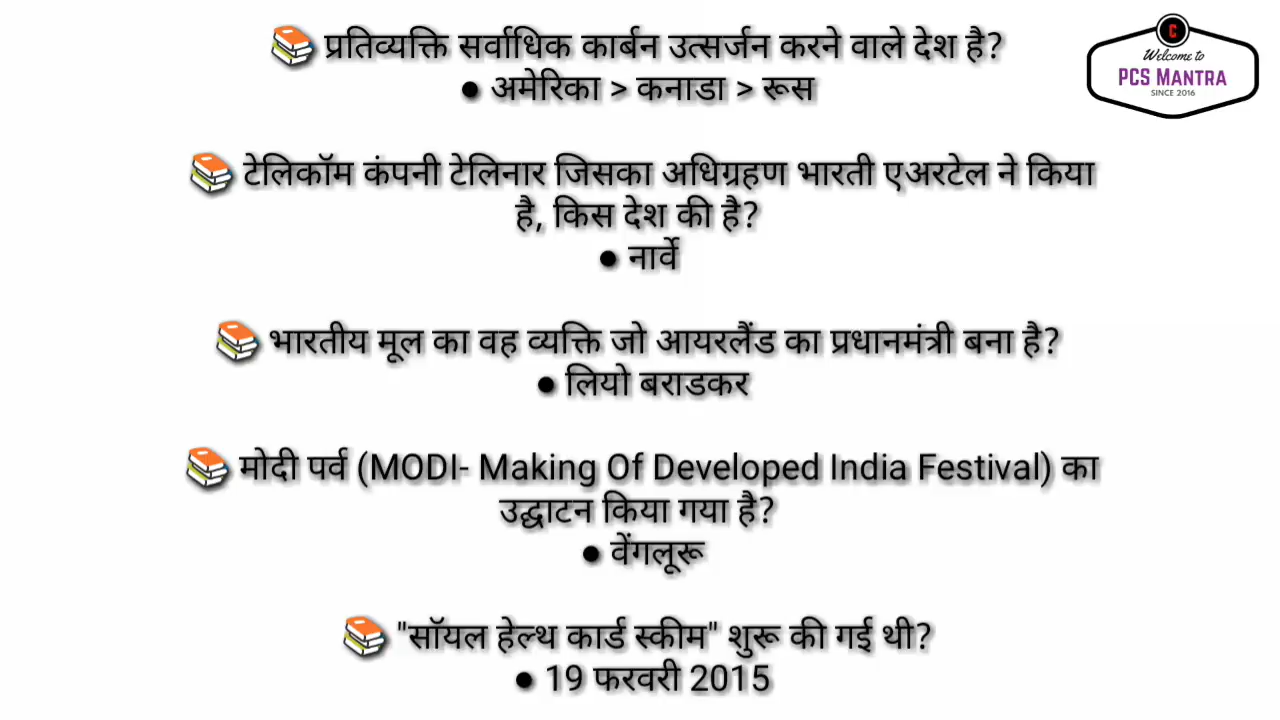 📚 प्रतिव्यक्ति सर्वाधिक कार्बन उत्सर्जन करने वाले देश है?
● अमेरिका > कनाडा > रूस
C
Welcome to
PCS MANTRA
SINCE 2016
📚 टेलिकॉम कंपनी टेलिनार जिसका अधिग्रहण भारती एअरटेल ने किया
है, किस देश की है?
● नार्वे
📚 भारतीय मूल का वह व्यक्ति जो आयरलैंड का प्रधानमंत्री बना है?
● लियो बराडकर
📚 मोदी पर्व (MODI- Making Of Developed India Festival) का
उद्घाटन किया गया है?
● वेंगलूरू
📚 "सॉयल हेल्थ कार्ड स्कीम" शुरू की गई थी?
● 19 फरवरी 2015